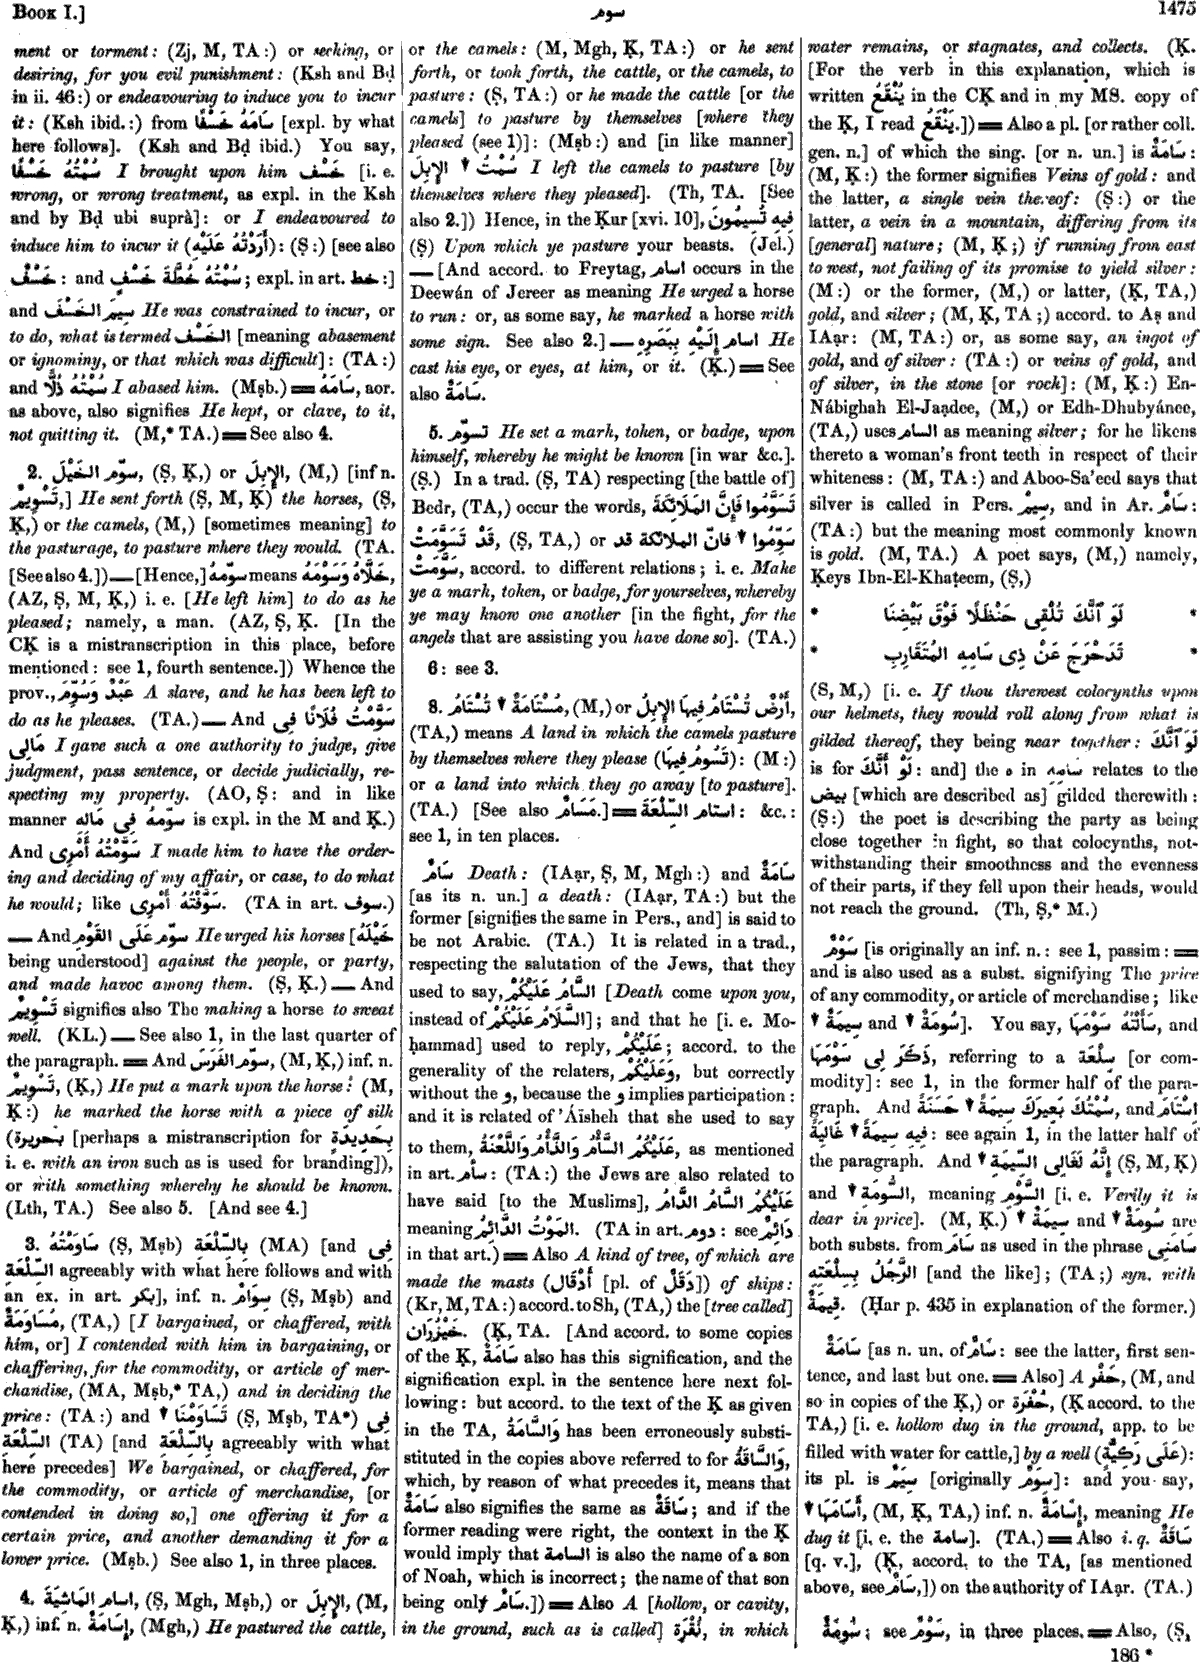 BOOK I.]
سوم
1475
ment or torment: (Zj, M, TA:) or seeking, or
desiring, for you evil punishment: (Ksh and Bḍ
in ii. 46:) or endeavouring to induce you to incur
it: (Ksh ibid.:) from سَامَهُ خَسْفًا [expl. by what
here follows]. (Ksh and Bḍ ibid.) You say,
سُمْتُهُ خَسْفًا I brought upon him خَسْف [i. e.
wrong, or wrong treatment, as expl. in the Ksh
and by Bḍ ubi suprà]: or I endeavoured to
induce him to incur it (أَرَدْتُهُ عَلَيْهِ): (Ṣ:) [see also
خَسْفٌ: and سُمْتُهُ خُطَّةَ خَسْفٍ; expl. in art. خط:]
and سِيمَ الخَسْفَ He was constrained to incur, or
to do, what is termed الخَسْف [meaning abasement
or ignominy, or that which was difficult]: (TA:)
and سُمْتُهُ ذُلًّا I abased him. (Mṣb.) ═ سَامَهُ, aor.
as above, also signifies He kept, or clave, to it,
not quitting it. (M,* TA.) ═ See also 4.
2. سوّم الخَيْلَ, (Ṣ, Ḳ,) or الإِبِلَ, (M,) [inf n.
تَسْوِيمٌ,] He sent forth (Ṣ, M, Ḳ) the horses, (Ṣ,
Ḳ,) or the camels, (M,) [sometimes meaning] to
the pasturage, to pasture where they would. (TA.
[See also 4.]) — [Hence,] سوّمهُ means خَلَّاهُ وَسَوْمَهُ,
(AZ, Ṣ, M, Ḳ,) i. e. [He left him] to do as he
pleased; namely, a man. (AZ, Ṣ, Ḳ. [In the
CḲ is a mistranscription in this place, before
mentioned: see 1, fourth sentence.]) Whence the
prov., عَبْدٌ وَسُوِّمَ A slave, and he has been left to
do as he pleases. (TA.) — And سَوَّمْتُ فُلَانًا فِى
مَالِى I gave such a one authority to judge, give
judgment, pass sentence, or decide judicially, re-
specting my property. (AO, Ṣ: and in like
manner سوّمهُ فِى مَالِهِ is expl. in the M and Ḳ.)
And سَوَّمْتُهُ أَمْرِى I made him to have the order-
ing and deciding of my affair, or case, to do what
he would; like سَوَّفْتُهُ أَمْرِى. (TA in art. سوف.)
— And سوّم عَلَى القَوْمِ He urged his horses [خَيْلَهُ
being understood] against the people, or party,
and made havoc among them. (Ṣ, Ḳ.) — And
تَسْوِيمٌ signifies also The making a horse to sweat
well. (KL.) — See also 1, in the last quarter of
the paragraph. ═ And سوّم الفَرَسَ, (M, Ḳ,) inf. n.
تَسْوِيمٌ, (Ḳ,) He put a mark upon the horse: (M,
Ḳ:) he marked the horse with a piece of silk
(بِحَرِيرَة [perhaps a mistranscription for بِحَدِيدَةٍ
i. e. with an iron such as is used for branding]),
or with something whereby he should be known.
(Lth, TA.) See also 5. [And see 4.]
3. سَاوَمْتُهُ (Ṣ, Mṣb) بِالسِّلْعَةِ (MA) [and فِى
السِّلْعَةِ agreeably with what here follows and with
an ex. in art. بكر], inf. n. سِوَامٌ (Ṣ, Mṣb) and
مُسَاوَمَةٌ, (TA,) [I bargained, or chaffered, with
him, or] I contended with him in bargaining, or
chaffering, for the commodity, or article of mer-
chandise, (MA, Mṣb,* TA,) and in deciding the
price: (TA:) and ▼ تَسَاوَمْنَا (Ṣ, Mṣb, TA*) فِى
السِّلْعَةِ (TA) [and بِالسِّلْعَةِ agreeably with what
here precedes] We bargained, or chaffered, for
the commodity, or article of merchandise, [or
contended in doing so,] one offering it for a
certain price, and another demanding it for a
lower price. (Mṣb.) See also 1, in three places.
4. اسام المَاشِيَةَ, (Ṣ, Mgh, Mṣb,) or الإِبِلَ, (M,
Ḳ,) inf. n. إِسَامَةٌ, (Mgh,) He pastured the cattle,
or the camels: (M, Mgh, Ḳ, TA:) or he sent
forth, or took forth, the cattle, or the camels, to
pasture: (Ṣ, TA:) or he made the cattle [or the
camels] to pasture by themselves [where they
pleased (see 1)]: (Mṣb:) and [in like manner]
سُمْتُ ▼ الإِبِلَ I left the camels to pasture [by
themselves where they pleased]. (Th, TA. [See
also 2.]) Hence, in the Ḳur [xvi. 10], فِيهِ تُسِيمُونَ
(Ṣ) Upon which ye pasture your beasts. (Jel.)
— [And accord. to Freytag, اسام occurs in the
Deewán of Jereer as meaning He urged a horse
to run: or, as some say, he marked a horse with
some sign. See also 2.] — اسام إِلَيْهِ بِبَصَرِهِ He
cast his eye, or eyes, at him, or it. (Ḳ.) ═ See
also سَامَةٌ.
5. تسوّم He set a mark, token, or badge, upon
himself, whereby he might be known [in war &c.].
(Ṣ.) In a trad. (Ṣ, TA) respecting [the battle of]
Bedr, (TA,) occur the words, تَسَوَّمُوا فَإِنَّ المَلَائِكَةَ
قَدْ تَسَوَّمَتْ, (Ṣ, TA,) or سَوِّمُوا ▼ فانّ الملائكة قد
سَوَّمَتْ, accord. to different relations; i. e. Make
ye a mark, token, or badge, for yourselves, whereby
ye may know one another [in the fight, for the
angels that are assisting you have done so]. (TA.)
6: see 3.
8. أَرْضٌ تُسْتَامُ ▼ مُسْتَامَةٌ, (M,) or تُسْتَامُ فِيهَا الإِبِلُ,
(TA,) means A land in which the camels pasture
by themselves where they please (تَسُومُ فِيهَا): (M:)
or a land into which they go away [to pasture].
(TA.) [See also مَسَامٌ.] ═ استام السِّلْعَةَ: &c.:
see 1, in ten places.
سَامٌ Death: (IAạr, Ṣ, M, Mgh:) and سَامَةٌ
[as its n. un.] a death: (IAạr, TA:) but the
former [signifies the same in Pers., and] is said to
be not Arabic. (TA.) It is related in a trad.,
respecting the salutation of the Jews, that they
used to say, السَّامُ عَلَيْكُمْ [Death come upon you,
instead of السَّلَامُ عَلَيْكُمْ]; and that he [i. e. Mo-
ḥammad] used to reply, عَلَيْكُمْ; accord. to the
generality of the relaters, وَعَلَيْكُمْ, but correctly
without the و, because the و implies participation:
and it is related of 'Áïsheh that she used to say
to them, عَلَيْكُمُ السَّأْمُ وَالذَّأْمُ وَاللَّعْنَةُ, as mentioned
in art. سأم: (TA:) the Jews are also related to
have said [to the Muslims], عَلَيْكُمُ السَّامُ الدَّامُ
meaning المَوْتُ الدَّائِمُ. (TA in art. دوم: see دَائِمٌ
in that art.) ═ Also A kind of tree, of which are
made the masts (أَدْقَال [pl. of دَقَلٌ]) of ships:
(Kr, M, TA:) accord. to Sh, (TA,) the [tree called]
خَيْزُرَان. (Ḳ, TA. [And accord. to some copies
of the Ḳ, سَامَةٌ also has this signification, and the
signification expl. in the sentence here next fol-
lowing: but accord. to the text of the Ḳ as given
in the TA, وَالسَّامَةُ has been erroneously substi-
stituted in the copies above referred to for وَالسَّاقَةُ,
which, by reason of what precedes it, means that
سَامَةٌ also signifies the same as سَاقَةٌ; and if the
former reading were right, the context in the Ḳ
would imply that السامة is also the name of a son
of Noah, which is incorrect; the name of that son
being only سَامٌ.]) ═ Also A [hollow, or cavity,
in the ground, such as is called] نُقْرَة, in which
water remains, or stagnates, and collects. (Ḳ.
[For the verb in this explanation, which is
written يَنْقَعُ in the CḲ and in my MS. copy of
the Ḳ, I read يَنْقَعُ.]) ═ Also a pl. [or rather coll.
gen. n.] of which the sing. [or n. un.] is سَامَةٌ:
(M, Ḳ:) the former signifies Veins of gold: and
the latter, a single vein thereof: (Ṣ:) or the
latter, a vein in a mountain, differing from its
[general] nature; (M, Ḳ;) if running from east
to west, not failing of its promise to yield silver:
(M:) or the former, (M,) or latter, (Ḳ, TA,)
gold, and silver; (M, Ḳ, TA;) accord. to Aṣ and
IAạr: (M, TA:) or, as some say, an ingot of
gold, and of silver: (TA:) or veins of gold, and
of silver, in the stone [or rock]: (M, Ḳ:) En-
Nábighah El-Jaạdee, (M,) or Edh-Dhubyánee,
(TA,) uses السام as meaning silver; for he likens
thereto a woman's front teeth in respect of their
whiteness: (M, TA:) and Aboo-Sa'eed says that
silver is called in Pers. سِيم, and in Ar. سَامٌ:
(TA:) but the meaning most commonly known
is gold. (M, TA.) A poet says, (M,) namely,
Ḳeys Ibn-El-Khaṭeem, (Ṣ,)
* لَوَ ٱنَّكَ تُلْقِى حَنْظَلًا فَوْقَ بَيْضِنَا *
* تَدَحْرَجَ عَنْ ذِى سَامِهِ المُتَقَارِبِ *
(S, M,) [i. e. If thou threwest colocynths upon
our helmets, they would roll along from what is
gilded thereof, they being near together: لَوَ ٱنَّكَ
is for لَوْ أَنَّكَ: and] the ه in سامه relates to the
بيض [which are described as] gilded therewith:
(Ṣ:) the poet is describing the party as being
close together in fight, so that colocynths, not-
withstanding their smoothness and the evenness
of their parts, if they fell upon their heads, would
not reach the ground. (Th, Ṣ,* M.)
سَوْمٌ [is originally an inf. n.: see 1, passim: ═
and is also used as a subst. signifying The price
of any commodity, or article of merchandise; like
▼ سِيمَةٌ and ▼ سُومَةٌ]. You say, سَأَلْتُهُ سَوْمَهَا, and
ذَكَرَ لِى سَوْمَهَا, referring to a سِلْعَة [or com-
modity]: see 1, in the former half of the para-
graph. And سُمْتُكَ بَعِيرَكَ سِيمَةً ▼ حَسَنَةً, and اسْتَامَ
فِيهِ سِيمَةً ▼ غَالِيَةً: see again 1, in the latter half of
the paragraph. And إِنَّهُ لَغَالِى السِّيمَةِ ▼ (Ṣ, M, Ḳ)
and السُّومَةِ ▼, meaning السَّوْمِ [i. e. Verily it is
dear in price]. (M, Ḳ.) ▼ سِيمَةٌ and ▼ سُومَةٌ are
both substs. from سَامَ as used in the phrase سَامَنِى
الرَّجُلُ بِسِلْعَتِهِ [and the like]; (TA;) syn. with
قِيمَةٌ. (Ḥar p. 435 in explanation of the former.)
سَامَةٌ [as n. un. of سَامٌ: see the latter, first sen-
tence, and last but one. ═ Also] A حَفْر, (M, and
so in copies of the Ḳ,) or حُفْرَة, (Ḳ accord. to the
TA,) [i. e. hollow dug in the ground, app. to be
filled with water for cattle,] by a well (عَلَى رَكِيَّةٍ):
its pl. is سِيَمٌ [originally سِوَمٌ]: and you say,
أَسَامَهَا ▼, (M, Ḳ, TA,) inf. n. إِسَامَةٌ, meaning He
dug it [i. e. the سامة]. (TA.) ═ Also i. q. سَاقَةٌ
[q. v.], (Ḳ, accord. to the TA, [as mentioned
above, see سَامٌ,]) on the authority of IAạr. (TA.)
سُومَةٌ; see سَوْمٌ, in three places. ═ Also, (Ṣ,
186 *